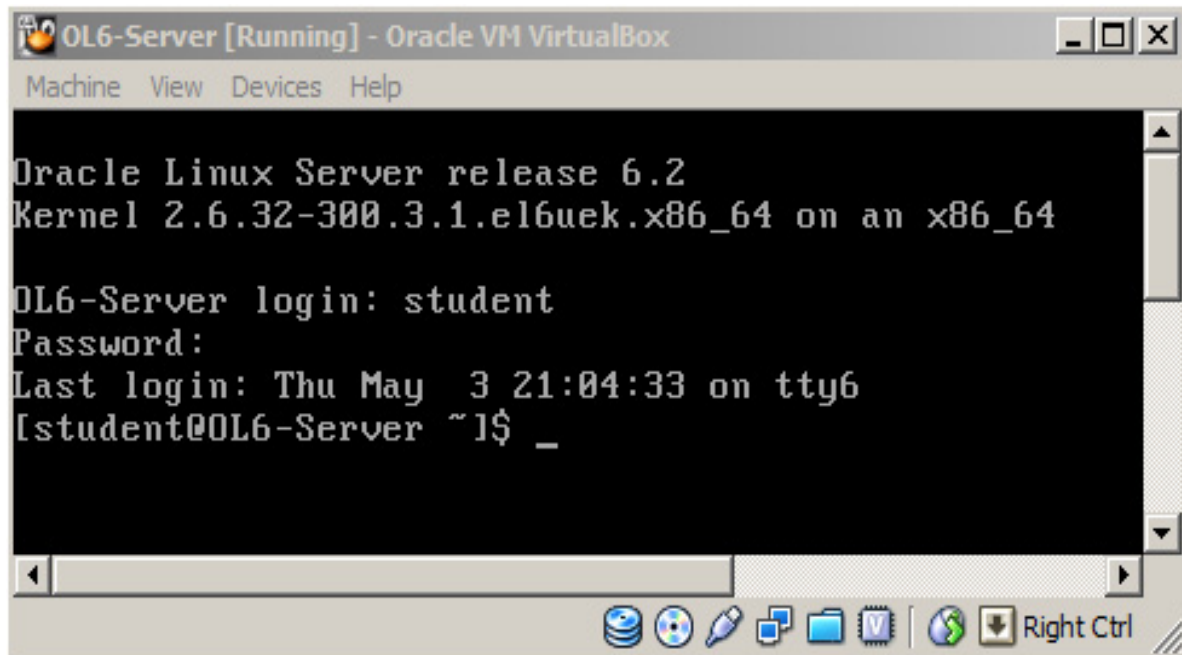 OL6-Server [Running] - Oracle VM VirtualBox
Machine View Devices Help
Oracle Linux Server release 6.2
Kernel 2.6.32-300.3.1.el6uek.x86_64 on an x86_64
OL6-Server login: student
Password:
Last login: Thu May  3 21:04:33 on tty6
[student@OL6-Server ~]$ _
Right Ctrl